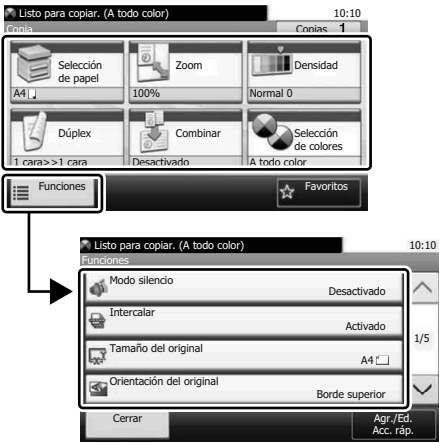 Listo para copiar. (A todo color) 10:10
Copia Copias 1
Selección de papel
A4
Zoom
100%
Densidad
Normal 0
Dúplex
1 cara>>1 cara
Combinar
Desactivado
Selección de colores
A todo color
Funciones
Favoritos
Listo para copiar. (A todo color) 10:10
Funciones
Modo silencio
Desactivado
Intercalar
Activado
1/5
Tamaño del original
A4
Orientación del original
Borde superior
Cerrar
Agr./Ed.
Acc. ráp.